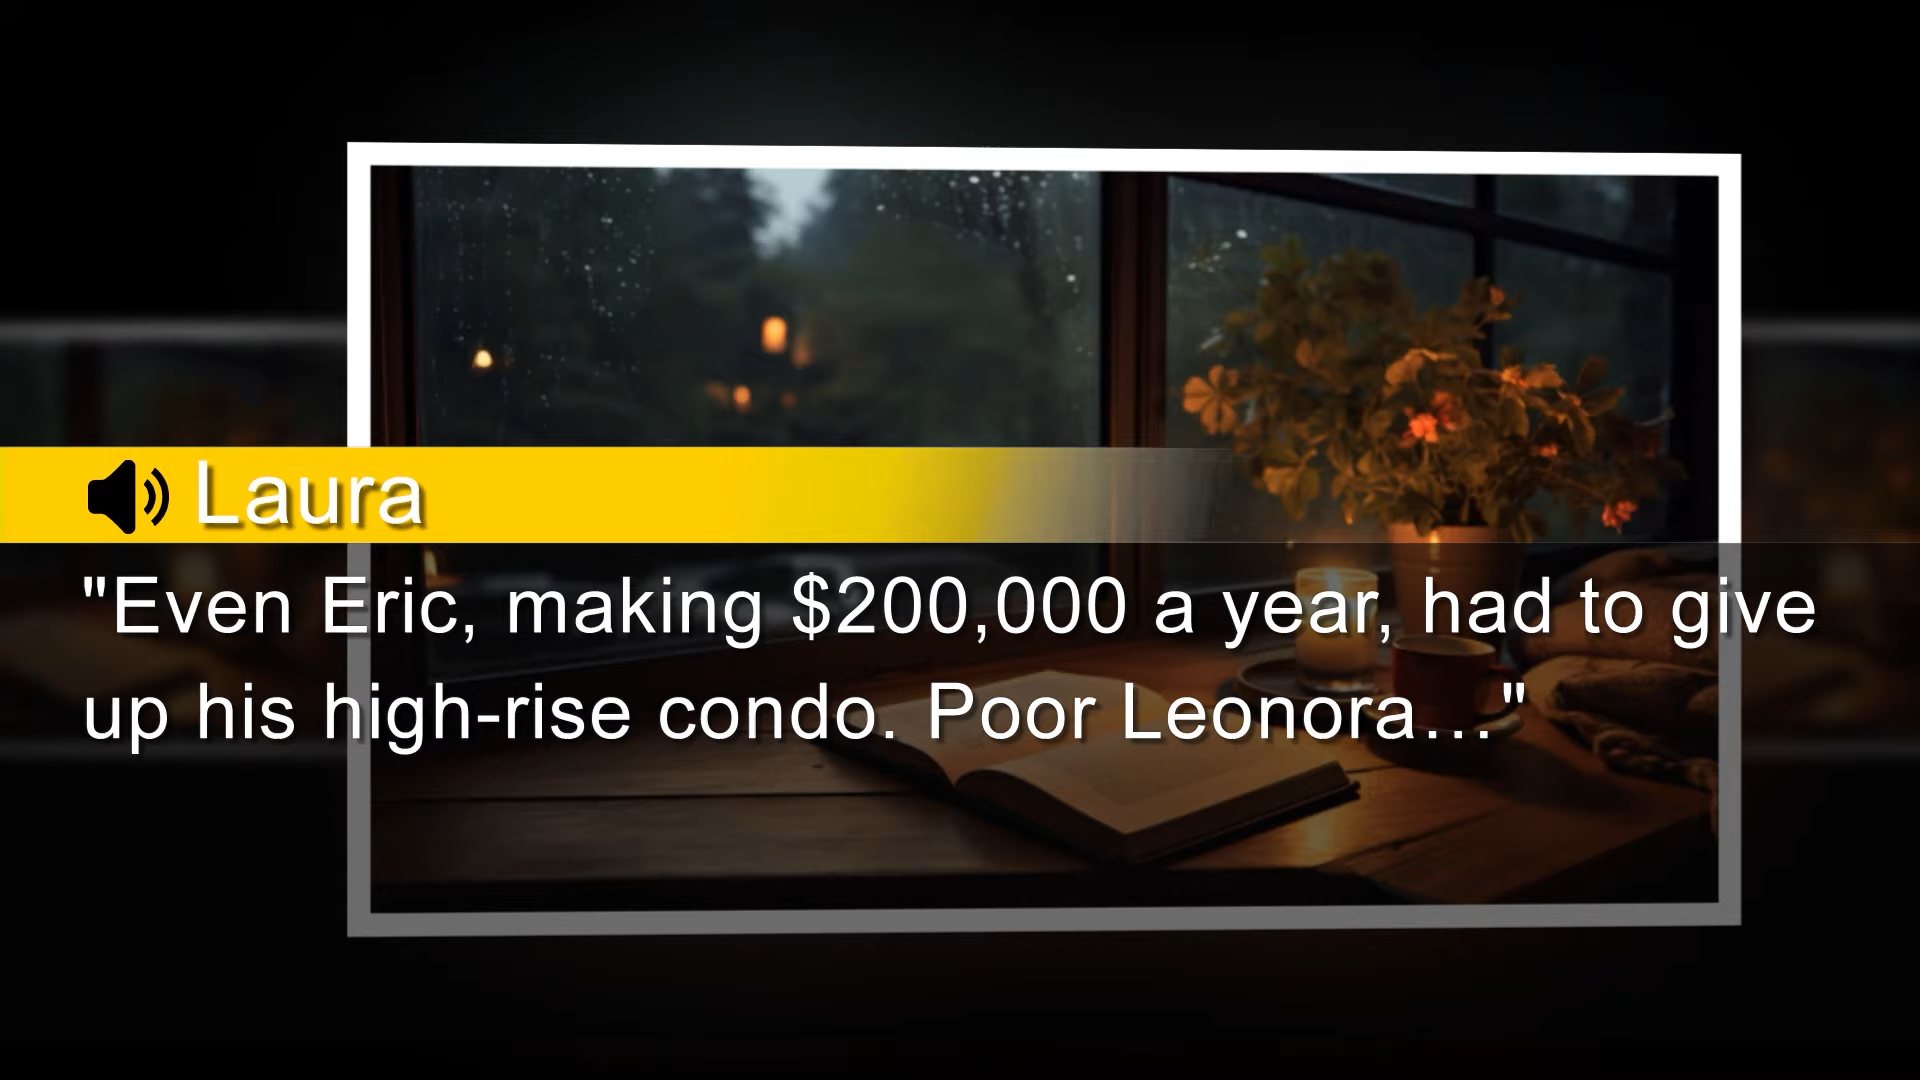 Laura
"Even Eric, making $200,000 a year, had to give
up his high-rise condo. Poor Leonora…"